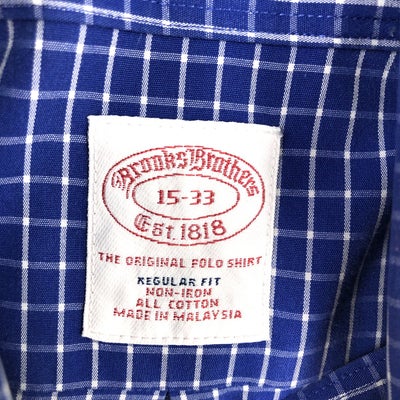 Brooks Brothers
15-33
Est. 1818
THE ORIGINAL POLO SHIRT
REGULAR FIT
NON-IRON
ALL COTTON
MADE IN MALAYSIA